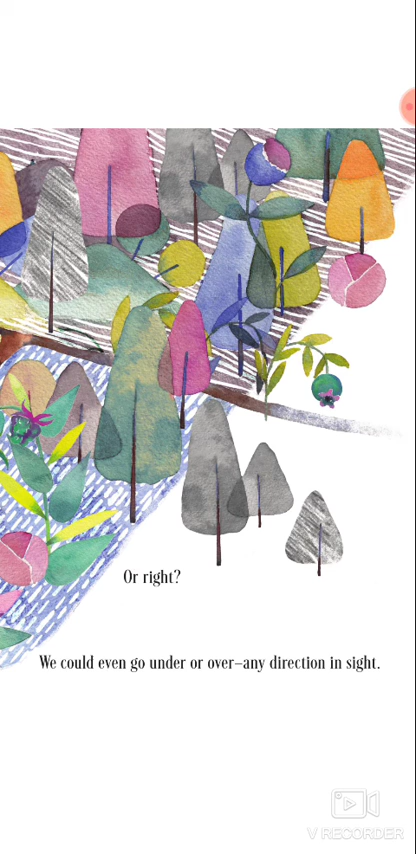 Or right?
We could even go under or over–any direction in sight.
V RECORDER